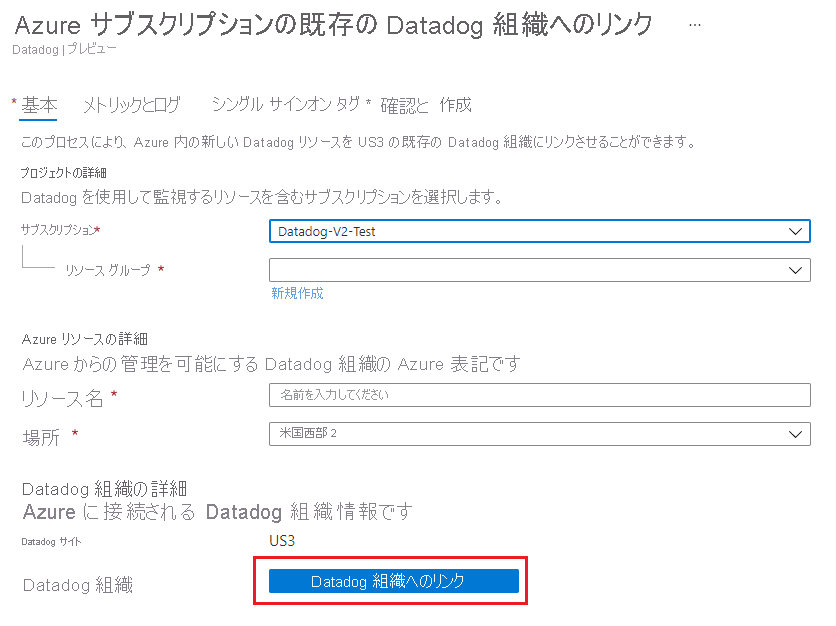 Azure サブスクリプションの既存の Datadog 組織へのリンク ...
Datadog | プレビュー
* 基本 メトリックとログ シングル サインオン タグ * 確認と 作成
このプロセスにより、Azure 内の新しい Datadog リソースを US3 の既存の Datadog 組織にリンクさせることができます。
プロジェクトの詳細
Datadog を使用して監視するリソースを含むサブスクリプションを選択します。
サブスクリプション* Datadog-V2-Test
リソース グループ *
新規作成
Azure リソースの詳細
Azure からの管理を可能にする Datadog 組織の Azure 表記です
リソース名 * 名前を入力してください
場所 * 米国西部 2
Datadog 組織の詳細
Azure に接続される Datadog 組織情報です
Datadog サイト US3
Datadog 組織 Datadog 組織へのリンク